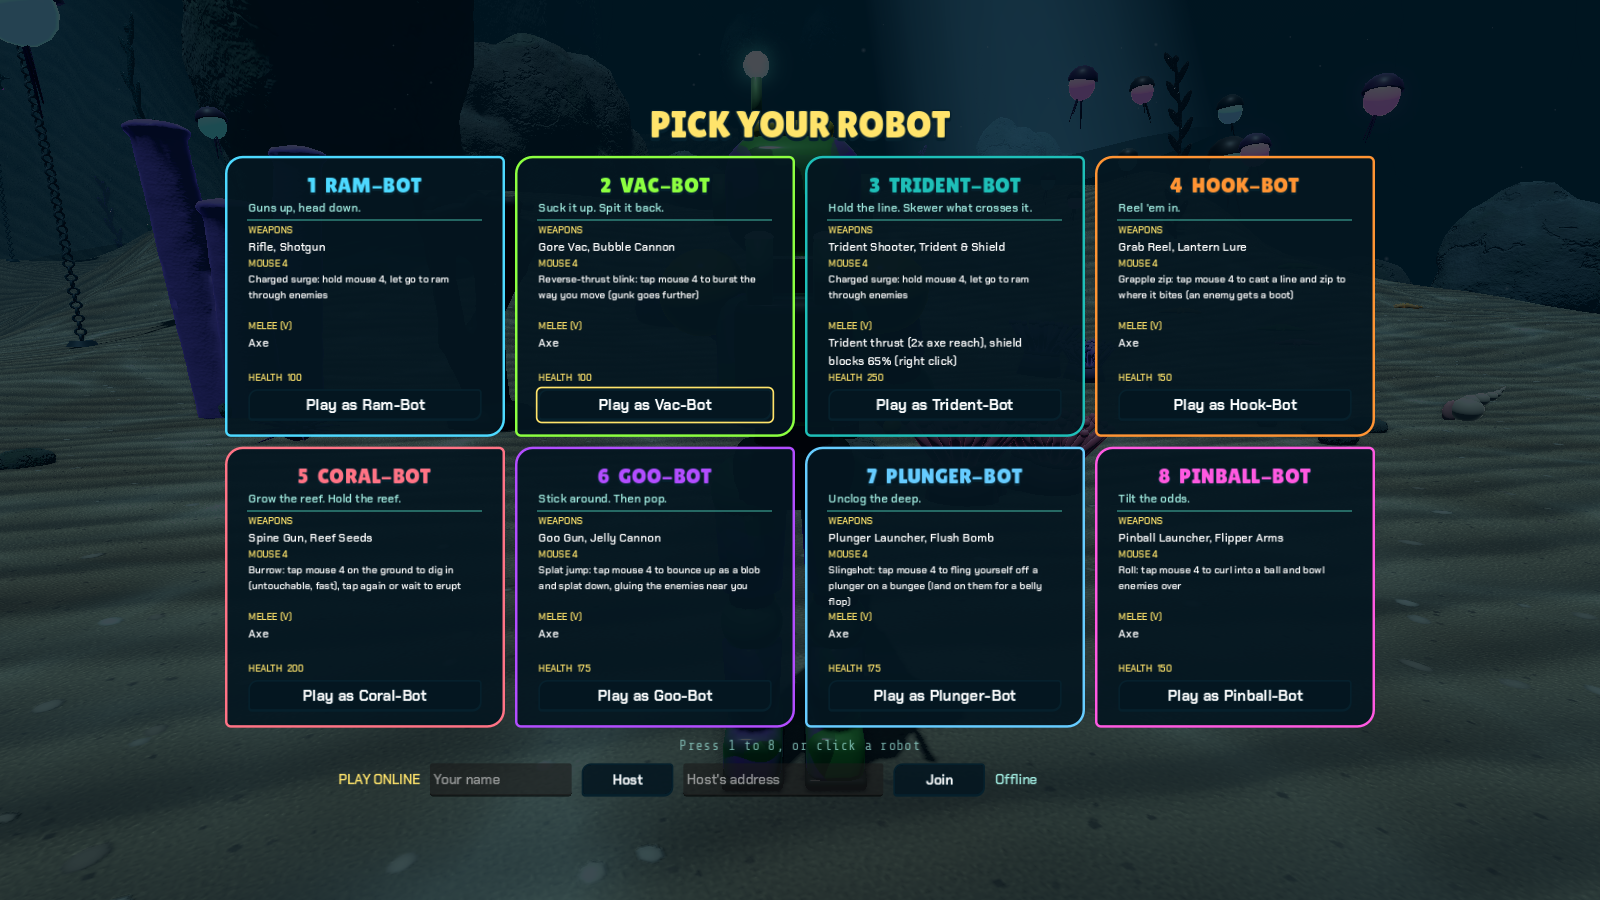 PICK YOUR ROBOT
1 RAM-BOT
Guns up, head down.
WEAPONS
Rifle, Shotgun
MOUSE 4
Charged surge: hold mouse 4, let go to ram
through enemies
MELEE (V)
Axe
HEALTH 100
Play as Ram-Bot
2 VAC-BOT
Suck it up. Spit it back.
WEAPONS
Gore Vac, Bubble Cannon
MOUSE 4
Reverse-thrust blink: tap mouse 4 to burst the
way you move (gunk goes further)
MELEE (V)
Axe
HEALTH 100
Play as Vac-Bot
3 TRIDENT-BOT
Hold the line. Skewer what crosses it.
WEAPONS
Trident Shooter, Trident & Shield
MOUSE 4
Charged surge: hold mouse 4, let go to ram
through enemies
MELEE (V)
Trident thrust (2x axe reach), shield
blocks 65% (right click)
HEALTH 250
Play as Trident-Bot
4 HOOK-BOT
Reel 'em in.
WEAPONS
Grab Reel, Lantern Lure
MOUSE 4
Grapple zip: tap mouse 4 to cast a line and zip to
where it bites (an enemy gets a boot)
MELEE (V)
Axe
HEALTH 150
Play as Hook-Bot
5 CORAL-BOT
Grow the reef. Hold the reef.
WEAPONS
Spine Gun, Reef Seeds
MOUSE 4
Burrow: tap mouse 4 on the ground to dig in
(untouchable, fast), tap again or wait to erupt
MELEE (V)
Axe
HEALTH 200
Play as Coral-Bot
6 GOO-BOT
Stick around. Then pop.
WEAPONS
Goo Gun, Jelly Cannon
MOUSE 4
Splat jump: tap mouse 4 to bounce up as a blob
and splat down, gluing the enemies near you
MELEE (V)
Axe
HEALTH 175
Play as Goo-Bot
7 PLUNGER-BOT
Unclog the deep.
WEAPONS
Plunger Launcher, Flush Bomb
MOUSE 4
Slingshot: tap mouse 4 to fling yourself off a
plunger on a bungee (land on them for a belly
flop)
MELEE (V)
Axe
HEALTH 175
Play as Plunger-Bot
8 PINBALL-BOT
Tilt the odds.
WEAPONS
Pinball Launcher, Flipper Arms
MOUSE 4
Roll: tap mouse 4 to curl into a ball and bowl
enemies over
MELEE (V)
Axe
HEALTH 150
Play as Pinball-Bot
Press 1 to 8, or click a robot
PLAY ONLINE Your name Host Host's address Join Offline